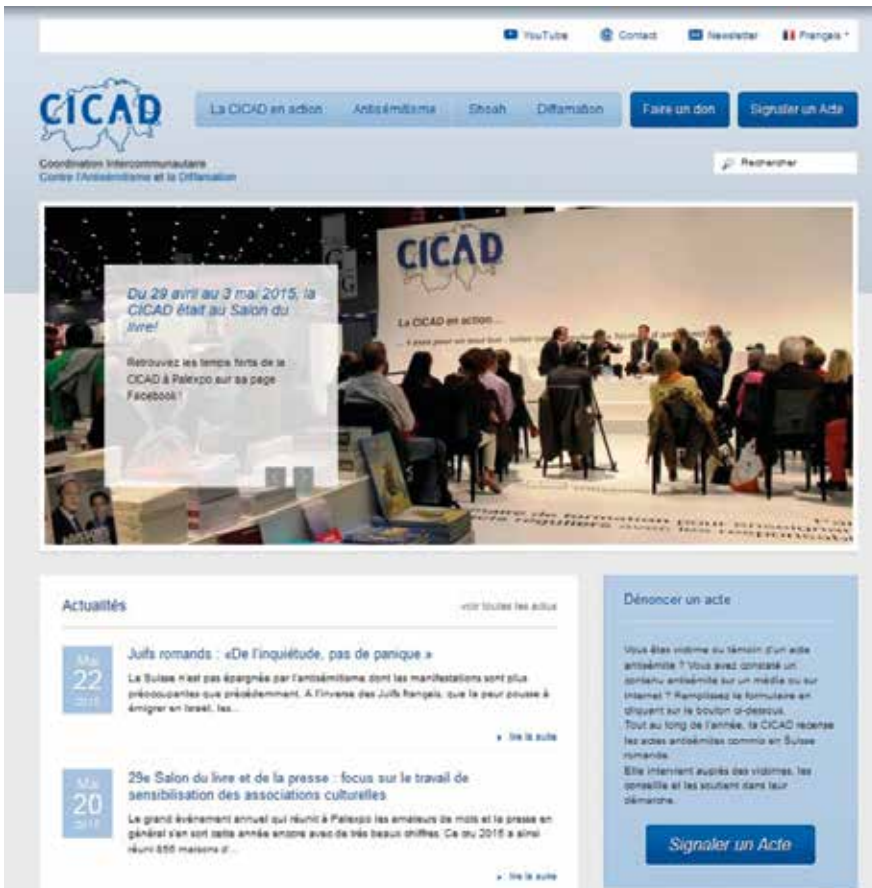 YouTube Contact Newsletter Français
CICAD
La CICAD en action Antisémitisme Shoah Diffamation Faire un don Signaler un Acte
Coordination Intercommunautaire
Contre l'Antisémitisme et la Diffamation
Rechercher
CICAD
La CICAD en action ...
Du 29 avril au 3 mai 2015, la
CICAD était au Salon du
livre!
Retrouvez les temps forts de la
CICAD à Palexpo sur sa page
Facebook!
Actualités
voir toutes les actus
Mai
22
2015
Juifs romands : «De l'inquiétude, pas de panique »
La Suisse n'est pas épargnée par l'antisémitisme dont les manifestations sont plus
préoccupantes que précédemment. A l'inverse des Juifs français, que la peur pousse à
émigrer en Israël, les...
lire la suite
Mai
20
2015
29e Salon du livre et de la presse : focus sur le travail de
sensibilisation des associations culturelles
Le grand évènement annuel qui réunit à Palexpo les amateurs de mots et la presse en
général s'en sort cette année encore avec de très beaux chiffres. Ce cru 2015 a ainsi
réuni 856 maisons d'...
lire la suite
Dénoncer un acte
Vous êtes victime ou témoin d'un acte
antisémite ? Vous avez constaté un
contenu antisémite sur un média ou sur
Internet ? Remplissez le formulaire en
cliquant sur le bouton ci-dessous.
Tout au long de l'année, la CICAD recense
les actes antisémites commis en Suisse
romande.
Elle intervient auprès des victimes, les
conseille et les soutient dans leur
démarche.
Signaler un Acte